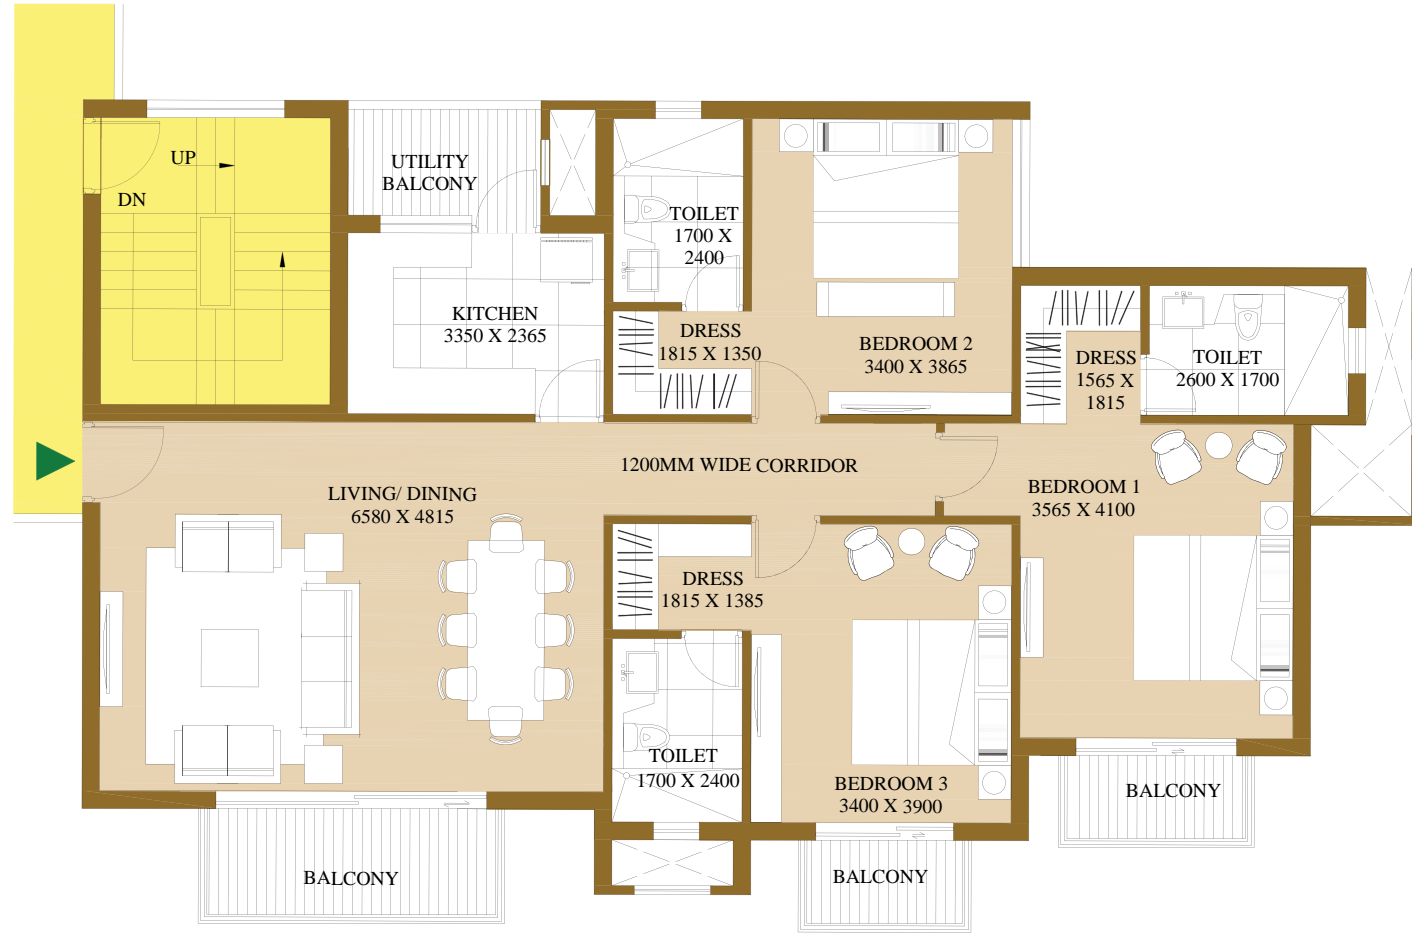 UP
DN
UTILITY
BALCONY
TOILET
1700 X
2400
KITCHEN
3350 X 2365
DRESS
1815 X 1350
BEDROOM 2
3400 X 3865
DRESS
1565 X
1815
TOILET
2600 X 1700
1200MM WIDE CORRIDOR
LIVING/ DINING
6580 X 4815
BEDROOM 1
3565 X 4100
DRESS
1815 X 1385
TOILET
1700 X 2400
BEDROOM 3
3400 X 3900
BALCONY
BALCONY
BALCONY